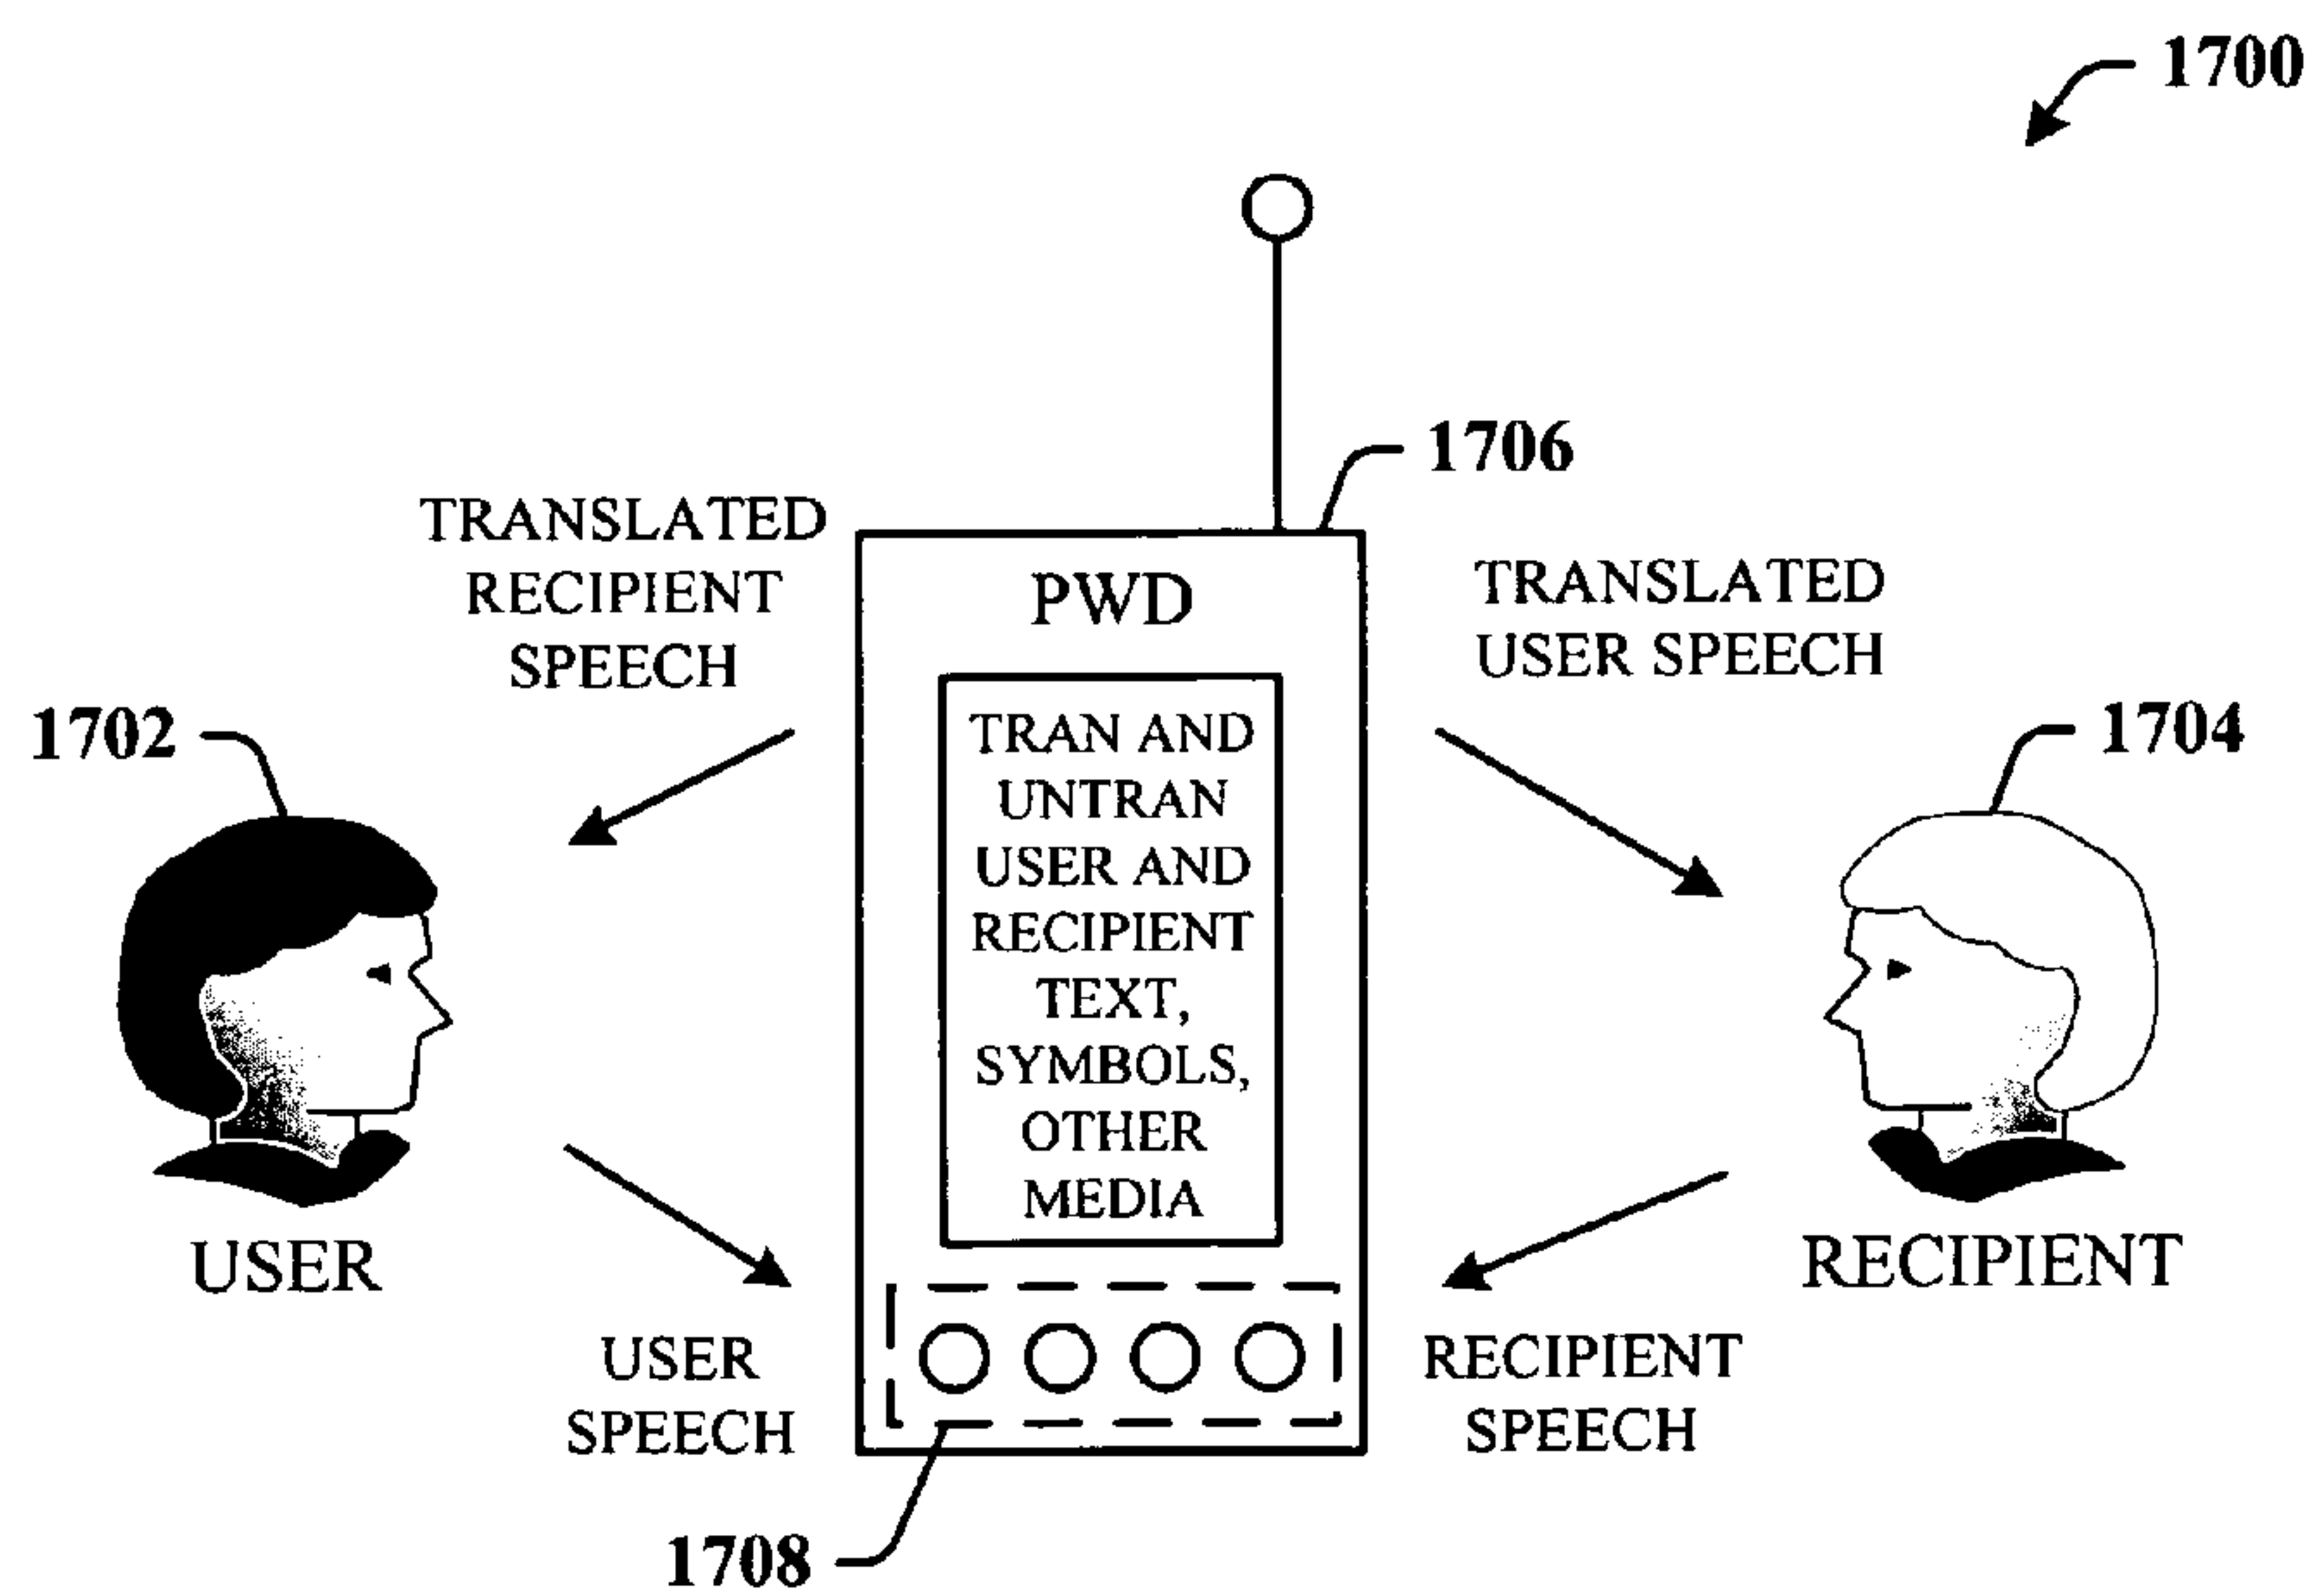 1700
1706
TRANSLATED
RECIPIENT
SPEECH
PWD
TRANSLATED
USER SPEECH
1702
1704
TRAN AND
UNTRAN
USER AND
RECIPIENT
TEXT,
SYMBOLS,
OTHER
MEDIA
USER
RECIPIENT
USER
SPEECH
RECIPIENT
SPEECH
1708